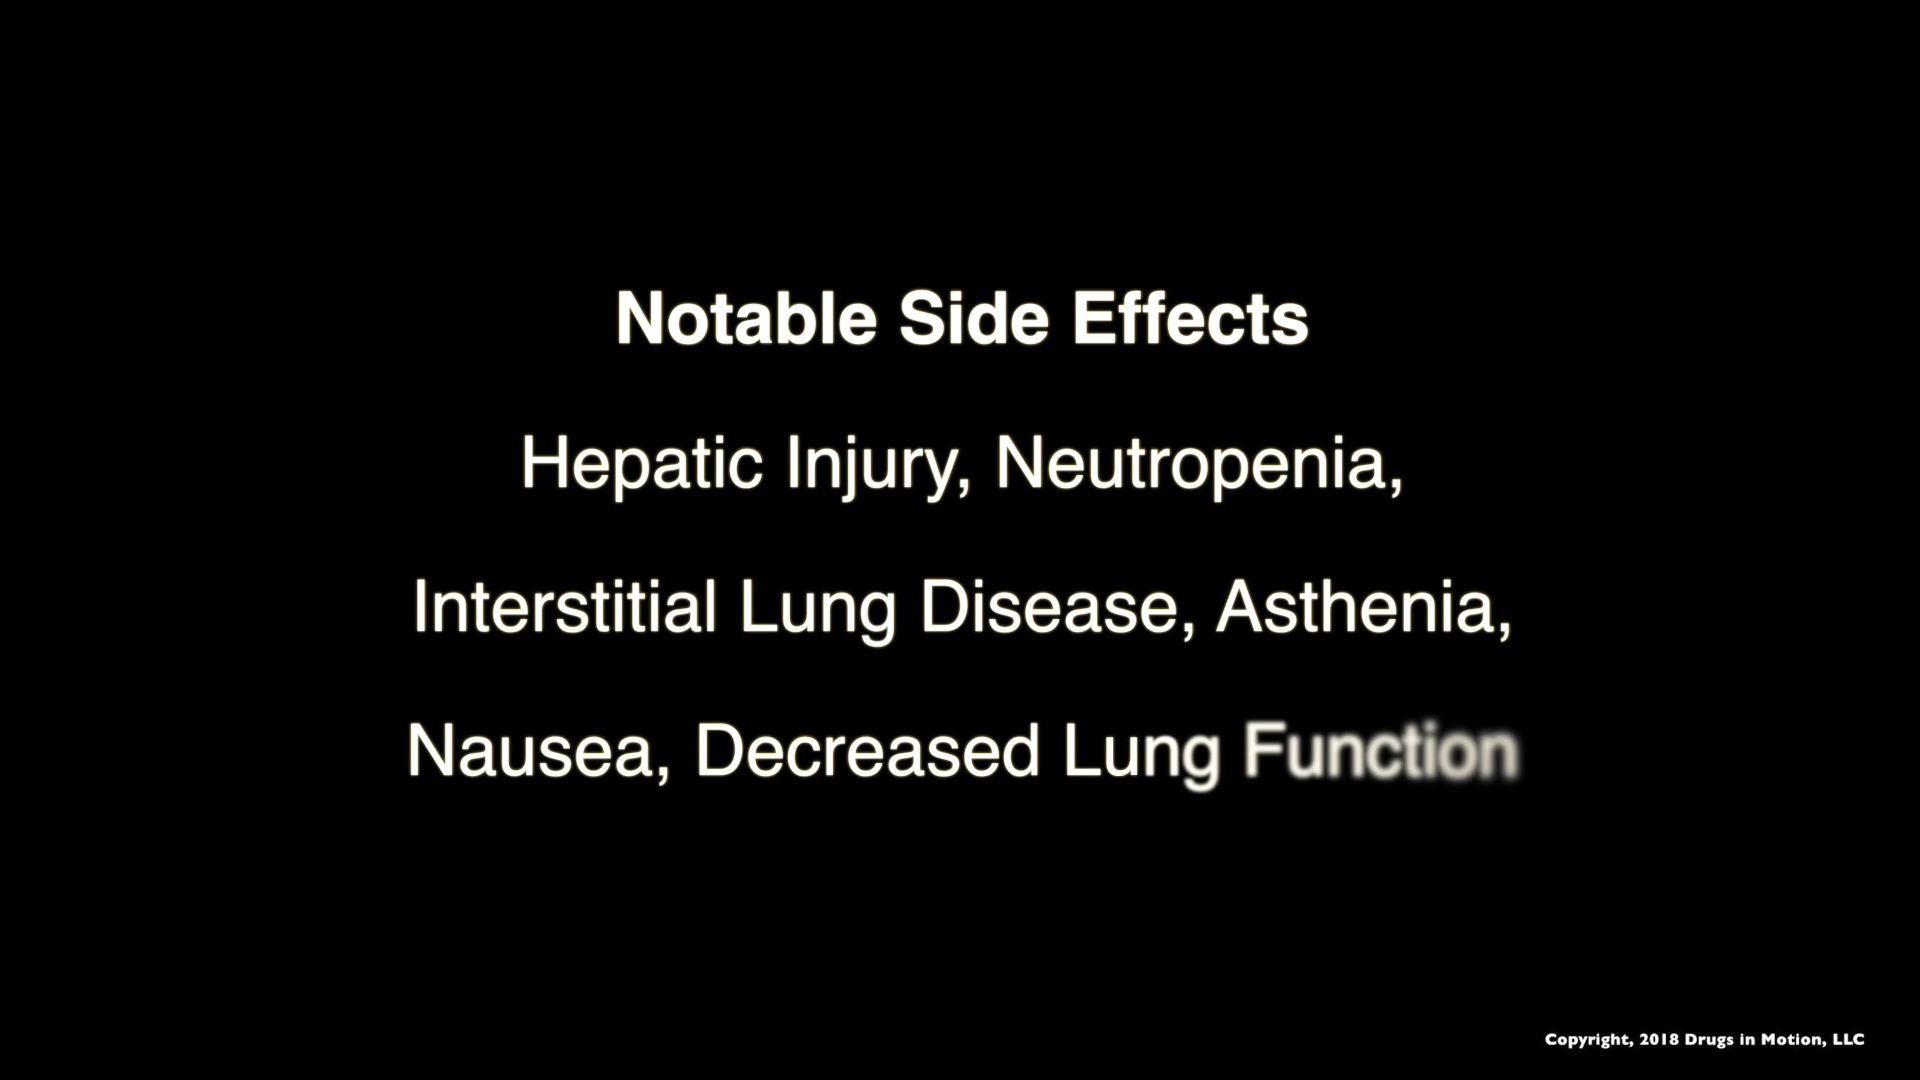 Notable Side Effects
Hepatic Injury, Neutropenia,
Interstitial Lung Disease, Asthenia,
Nausea, Decreased Lung Function
Copyright, 2018 Drugs in Motion, LLC